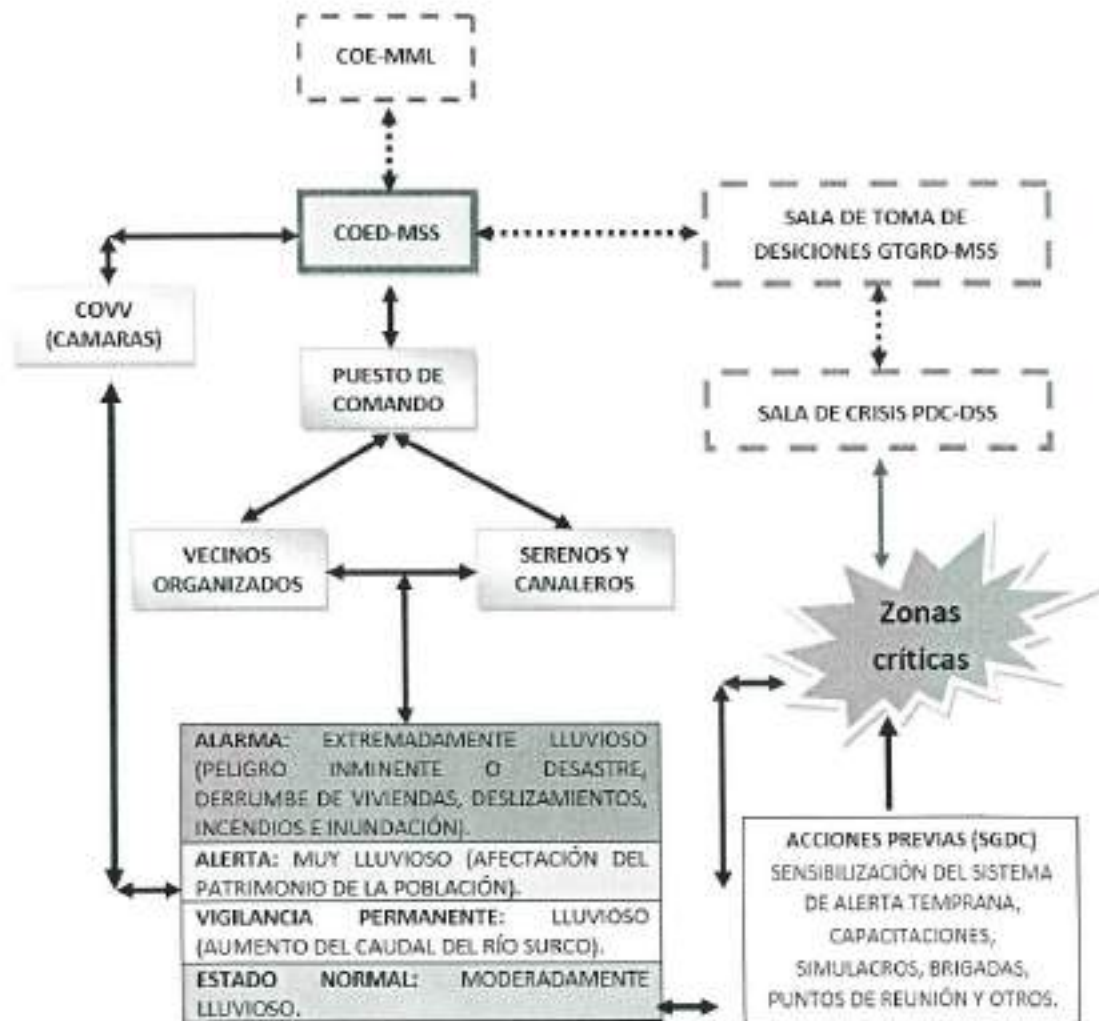 COE-MML
COED-MSS
SALA DE TOMA DE
DESICIONES GTGRD-MSS
COVV
(CAMARAS)
PUESTO DE
COMANDO
SALA DE CRISIS PDC-DSS
VECINOS
ORGANIZADOS
SERENOS Y
CANALEROS
Zonas
críticas
ALARMA: EXTREMADAMENTE LLUVIOSO
(PELIGRO INMINENTE O DESASTRE,
DERRUMBE DE VIVIENDAS, DESLIZAMIENTOS,
INCENDIOS E INUNDACIÓN).
ALERTA: MUY LLUVIOSO (AFECTACIÓN DEL
PATRIMONIO DE LA POBLACIÓN).
VIGILANCIA PERMANENTE: LLUVIOSO
(AUMENTO DEL CAUDAL DEL RÍO SURCO).
ESTADO NORMAL: MODERADAMENTE
LLUVIOSO.
ACCIONES PREVIAS (SGDC)
SENSIBILIZACIÓN DEL SISTEMA
DE ALERTA TEMPRANA,
CAPACITACIONES,
SIMULACROS, BRIGADAS,
PUNTOS DE REUNIÓN Y OTROS.